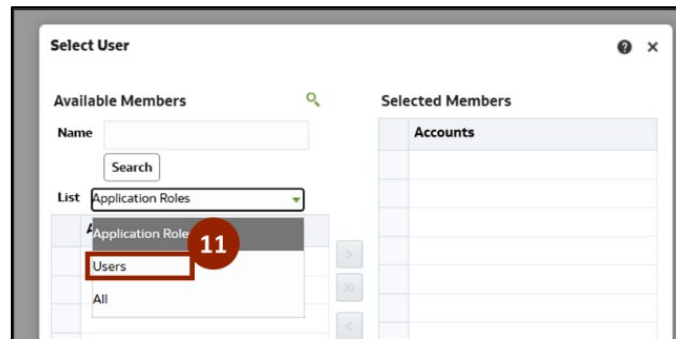 Select User
Available Members
Name
Search
List Application Roles
Application Role
11
Users
All
Selected Members
Accounts